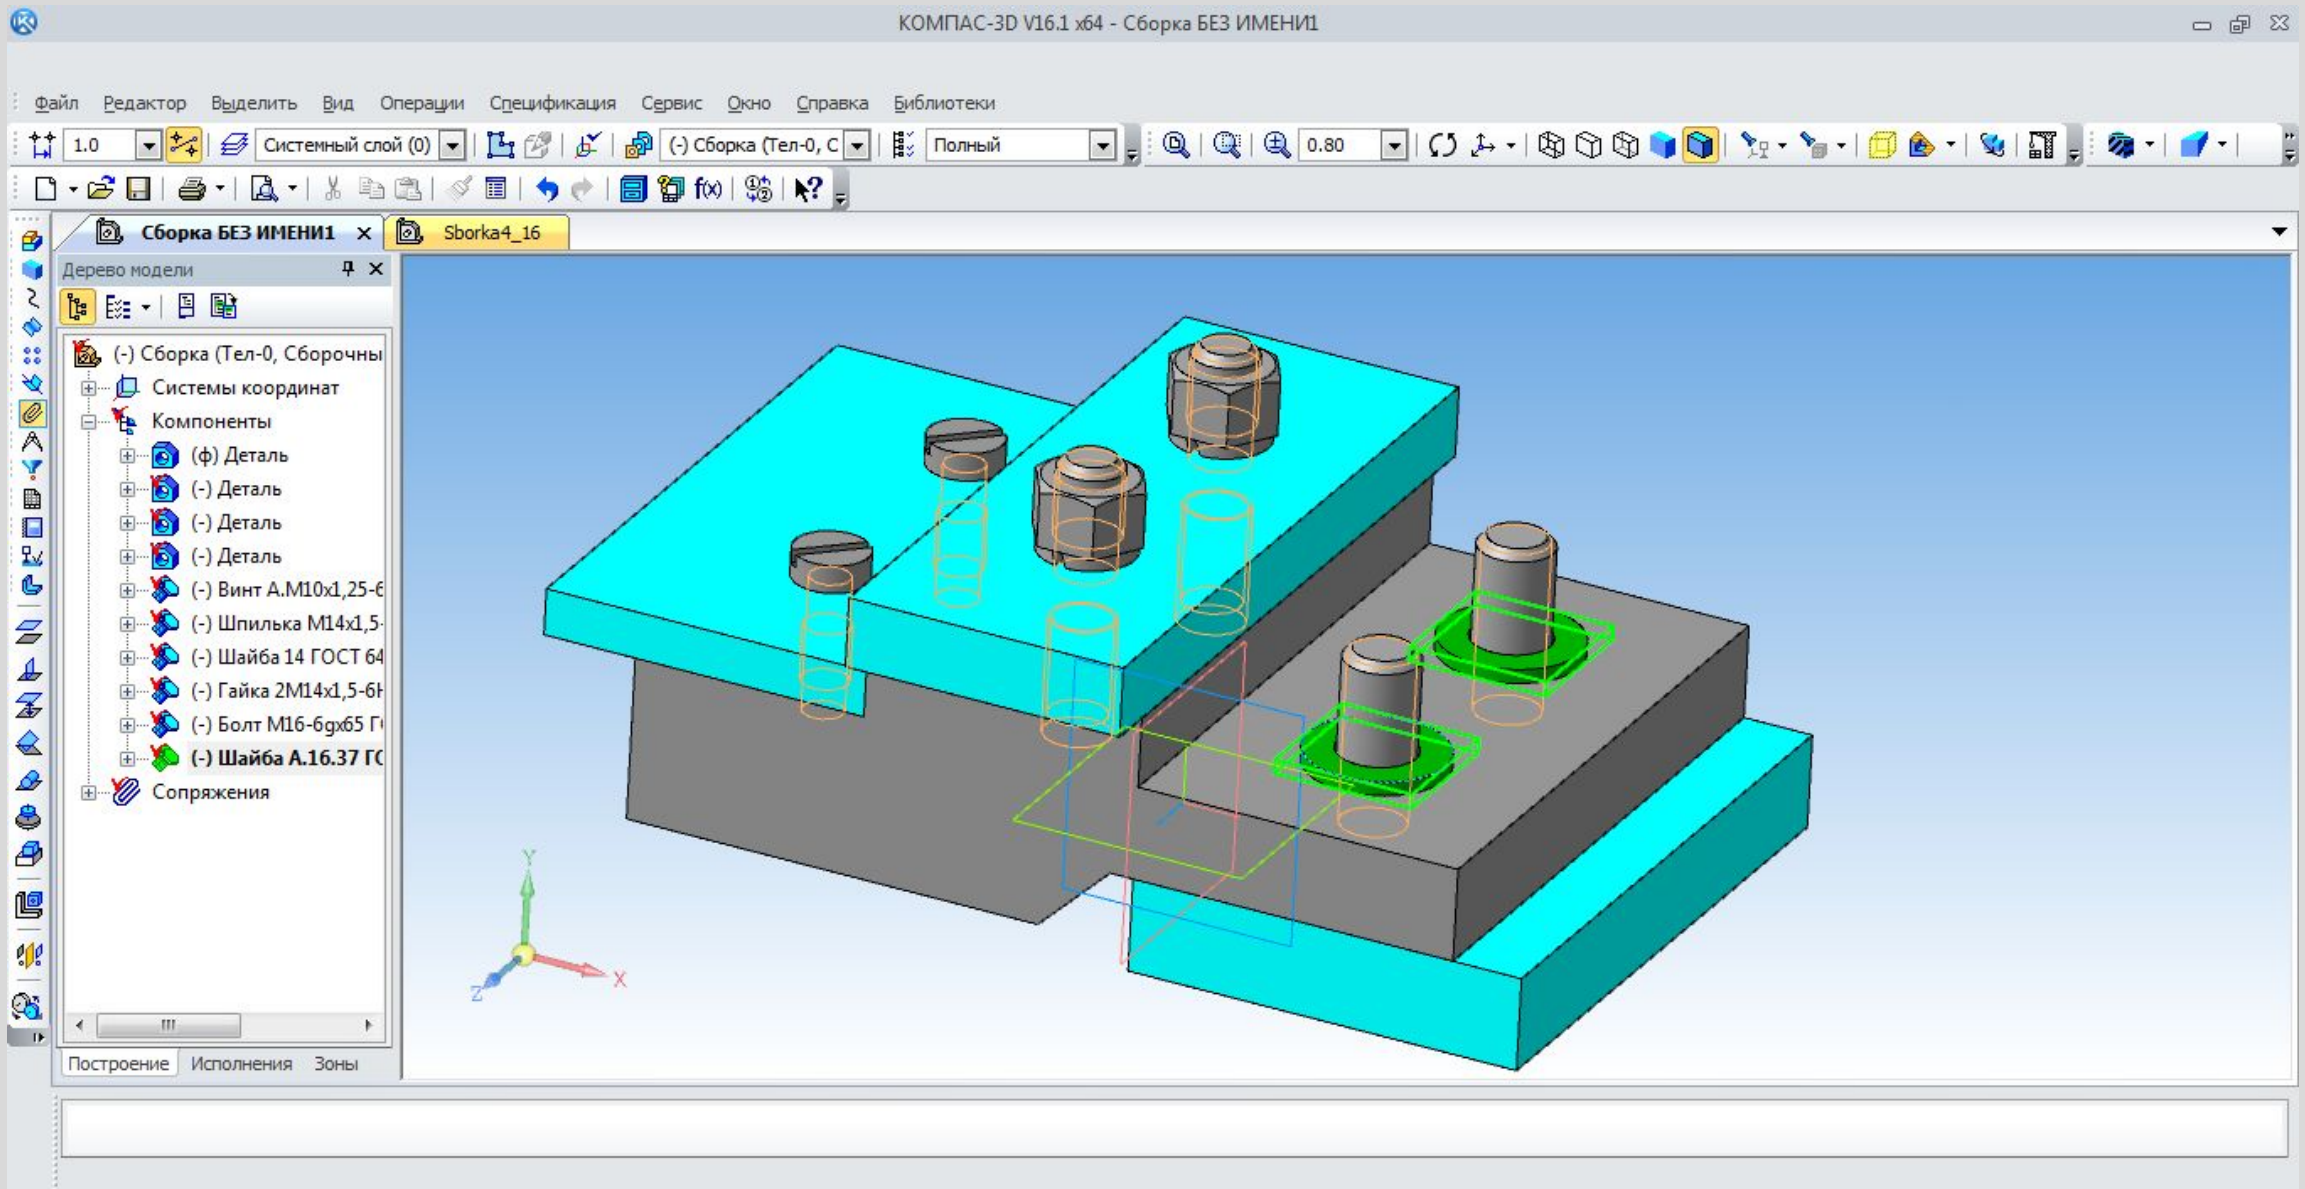 КОМПАС-3D V16.1 x64 - Сборка БЕЗ ИМЕНИ1
Файл Редактор Выделить Вид Операции Спецификация Сервис Окно Справка Библиотеки
1.0 Системный слой (0) (-) Сборка (Тел-0, С Полный 0.80
f(x)
Сборка БЕЗ ИМЕНИ1 Sborka4_16
Дерево модели
(-) Сборка (Тел-0, Сборочны
Системы координат
Компоненты
(ф) Деталь
(-) Деталь
(-) Деталь
(-) Деталь
(-) Винт А.М10х1,25-6
(-) Шпилька М14х1,5-
(-) Шайба 14 ГОСТ 64
(-) Гайка 2М14х1,5-6Н
(-) Болт М16-6gх65 Г
(-) Шайба А.16.37 ГО
Сопряжения
Y
X
Z
Построение Исполнения Зоны